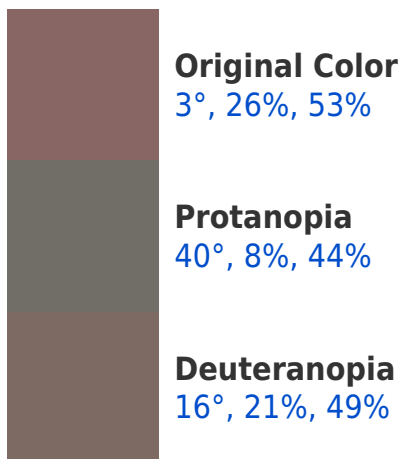 Original Color
3°, 26%, 53%
Protanopia
40°, 8%, 44%
Deuteranopia
16°, 21%, 49%